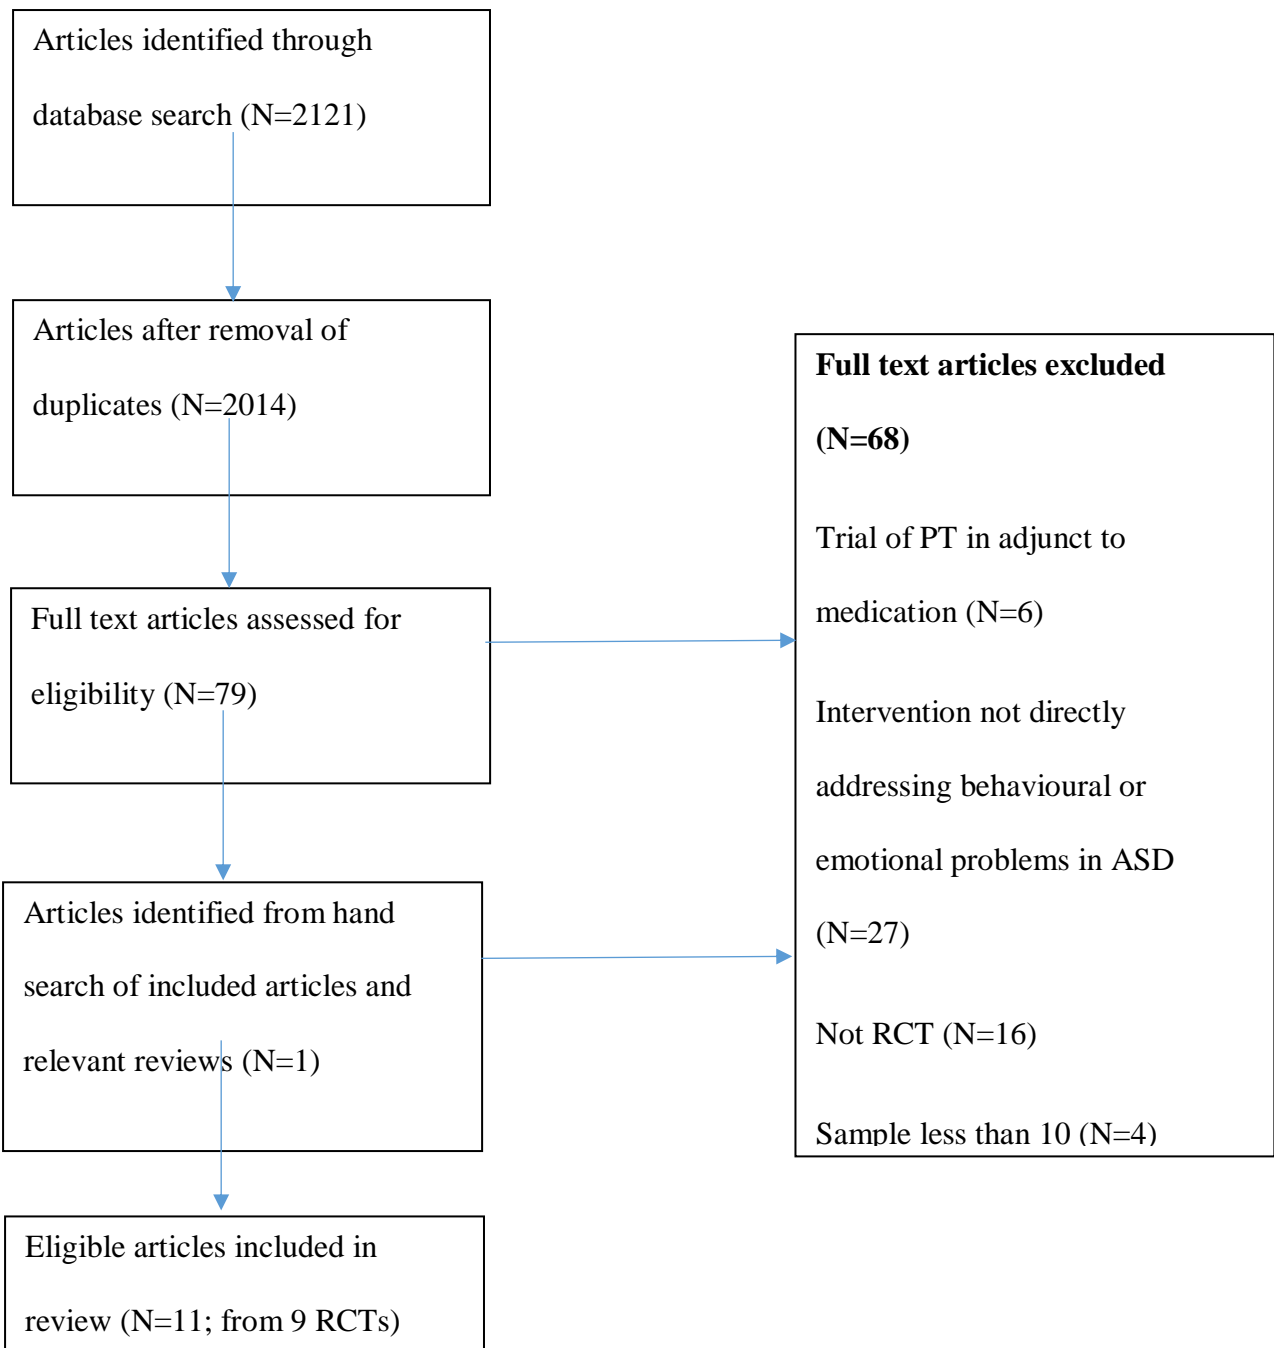 Articles identified through
database search (N=2121)
Articles after removal of
duplicates (N=2014)
Full text articles assessed for
eligibility (N=79)
Articles identified from hand
search of included articles and
relevant reviews (N=1)
Eligible articles included in
review (N=11; from 9 RCTs)
Full text articles excluded
(N=68)
Trial of PT in adjunct to
medication (N=6)
Intervention not directly
addressing behavioural or
emotional problems in ASD
(N=27)
Not RCT (N=16)
Sample less than 10 (N=4)